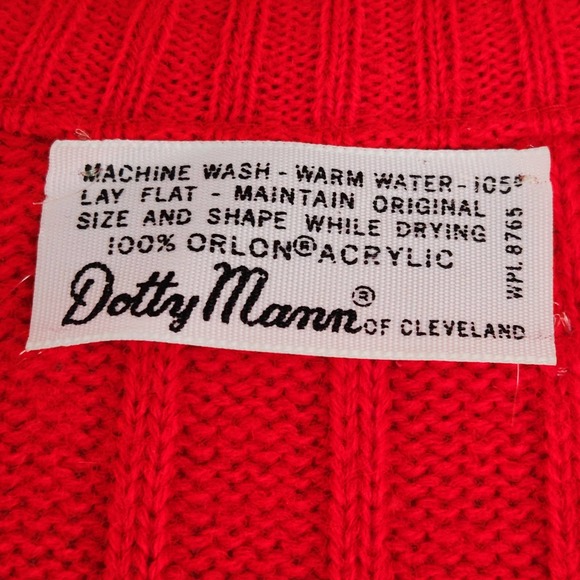 MACHINE WASH - WARM WATER - 105°
LAY FLAT - MAINTAIN ORIGINAL
SIZE AND SHAPE WHILE DRYING
100% ORLON® ACRYLIC
Dotty Mann® OF CLEVELAND
WPL 8765